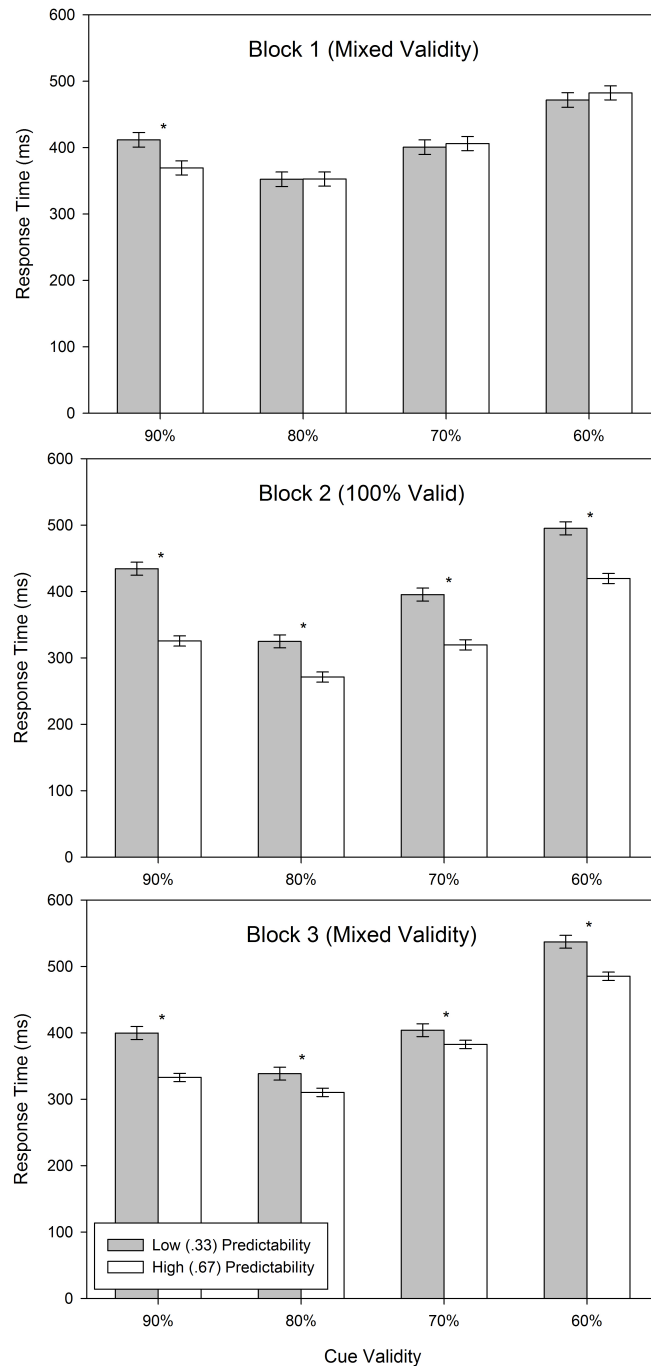 600
Block 1 (Mixed Validity)
500
*
400
300
200
100
0
Response Time (ms)
90% 80% 70% 60%
600
Block 2 (100% Valid)
500
* * * *
400
300
200
100
0
Response Time (ms)
90% 80% 70% 60%
600
Block 3 (Mixed Validity)
500
* * * *
400
300
200
100
0
Response Time (ms)
Low (.33) Predictability
High (.67) Predictability
90% 80% 70% 60%
Cue Validity